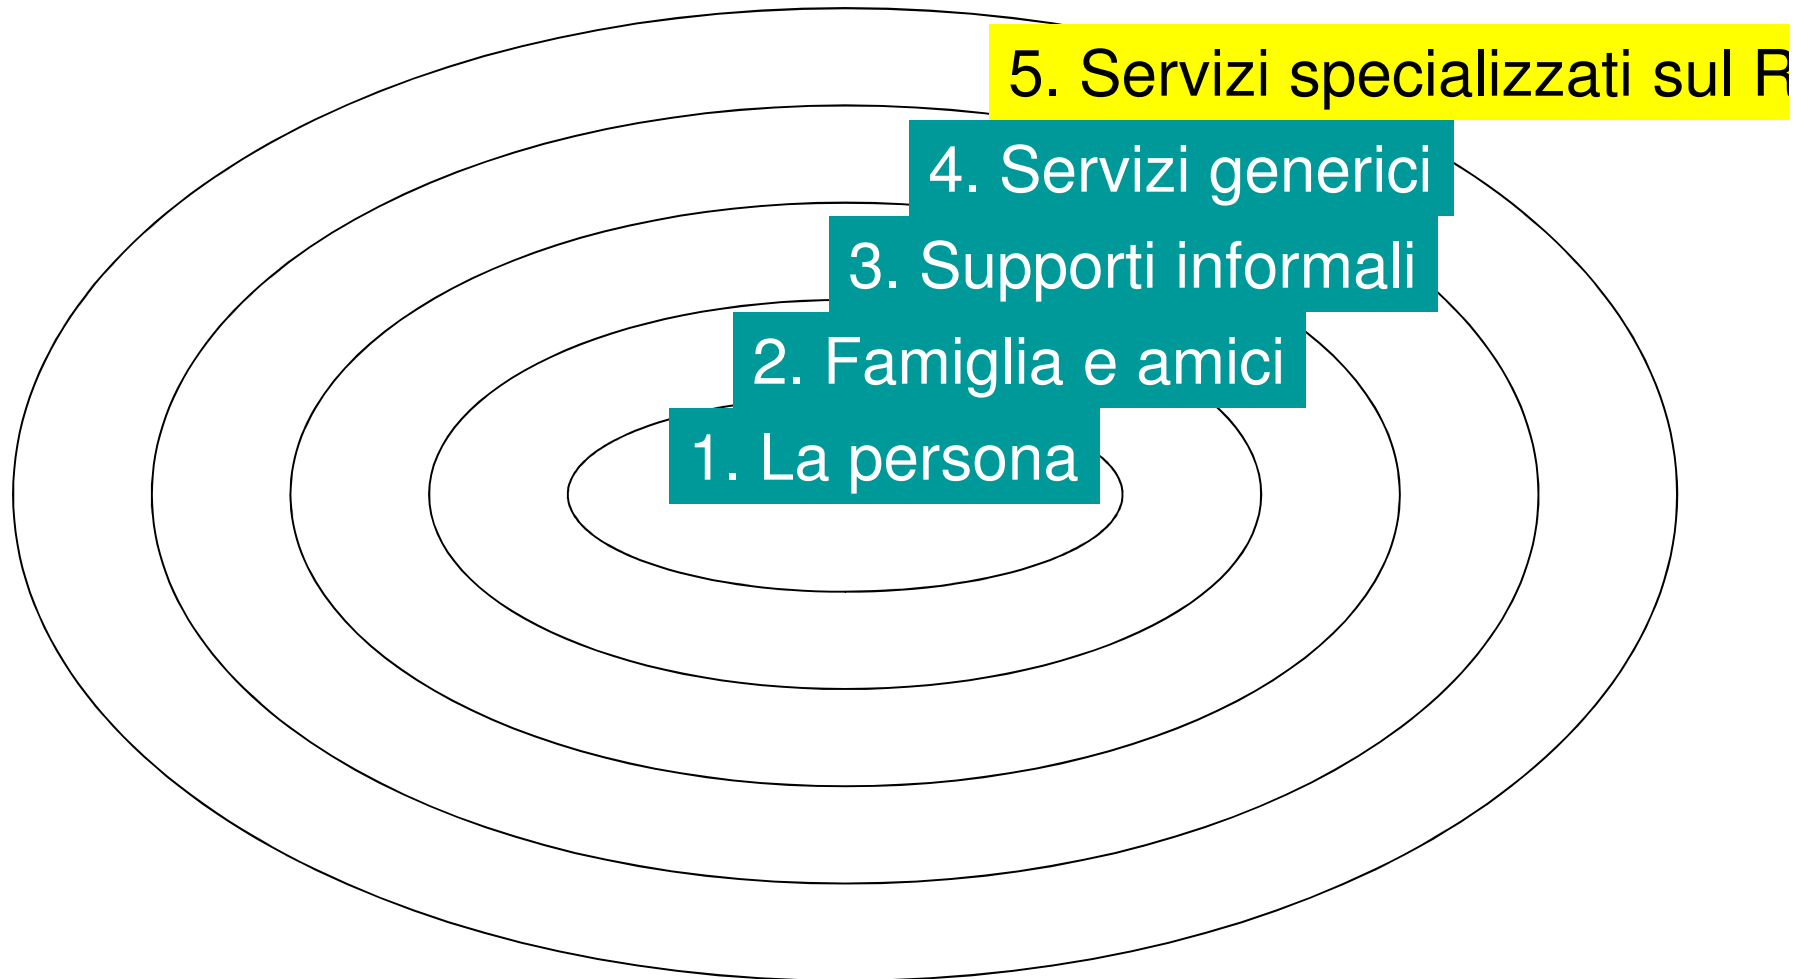 5. Servizi specializzati sul
4. Servizi generici
3. Supporti informali
2. Famiglia e amici
1. La persona